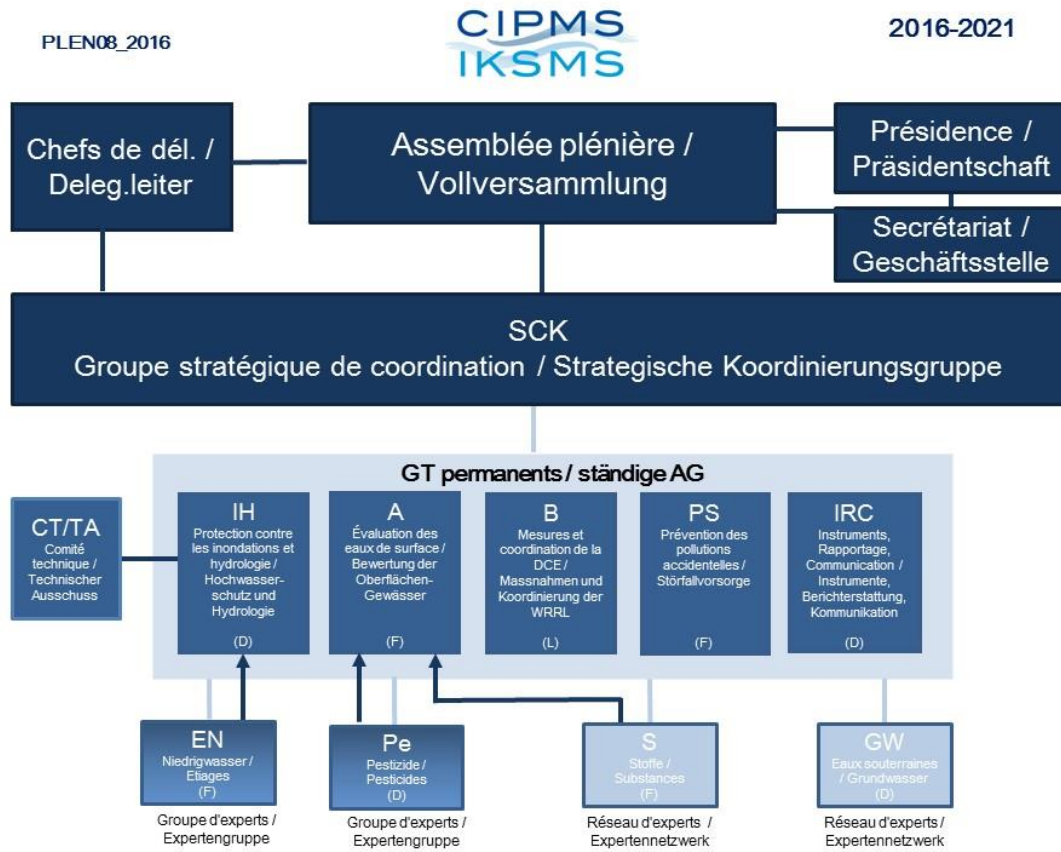 PLEN08_2016
CIPMS
IKSMS
2016-2021
Chefs de dél. /
Deleg.leiter
Assemblée plénière /
Vollversammlung
Présidence /
Präsidentschaft
Secrétariat /
Geschäftsstelle
SCK
Groupe stratégique de coordination / Strategische Koordinierungsgruppe
GT permanents / ständige AG
CT/TA
Comité
technique /
Technischer
Ausschuss
IH
Protection contre
les inondations et
hydrologie /
Hochwasser-
schutz und
Hydrologie
(D)
A
Évaluation des
eaux de surface /
Bewertung der
Oberflächen-
Gewässer
(F)
B
Mesures et
coordination de la
DCE /
Massnahmen und
Koordinierung der
WRRL
(L)
PS
Prévention des
pollutions
accidentelles /
Störfallvorsorge
(F)
IRC
Instruments,
Rapportage,
Communication /
Instrumente,
Berichterstattung,
Kommunikation
(D)
EN
Niedrigwasser /
Etiages
(F)
Groupe d'experts /
Expertengruppe
Pe
Pestizide /
Pesticides
(D)
Groupe d'experts /
Expertengruppe
S
Stoffe /
Substances
(F)
Réseau d'experts /
Expertennetzwerk
GW
Eaux souterraines
/ Grundwasser
(D)
Réseau d'experts /
Expertennetzwerk